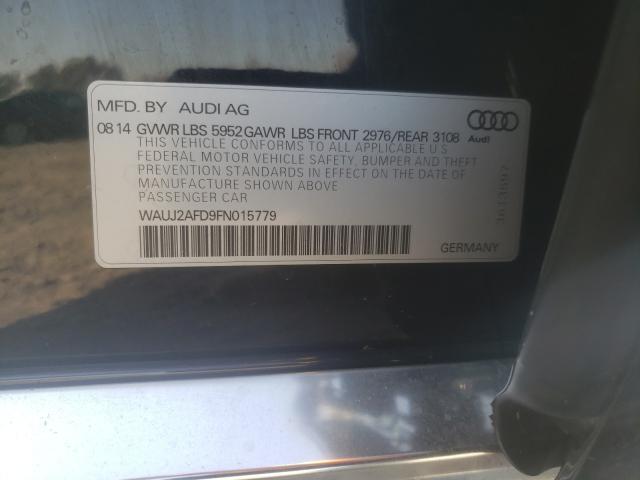 MFD. BY AUDI AG
08 14 GVWR LBS 5952 GAWR LBS FRONT 2976/REAR 3108
Audi
THIS VEHICLE CONFORMS TO ALL APPLICABLE U S
FEDERAL MOTOR VEHICLE SAFETY, BUMPER AND THEFT
PREVENTION STANDARDS IN EFFECT ON THE DATE OF
MANUFACTURE SHOWN ABOVE
PASSENGER CAR
WAUJ2AFD9FN015779
GERMANY